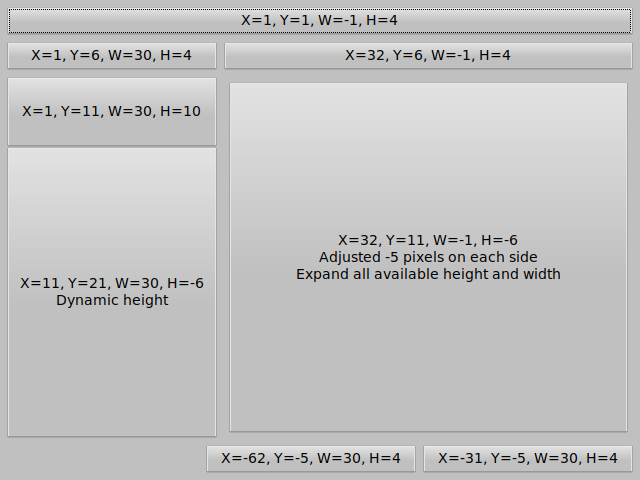 X=1, Y=1, W=-1, H=4
X=1, Y=6, W=30, H=4
X=32, Y=6, W=-1, H=4
X=1, Y=11, W=30, H=10
X=32, Y=11, W=-1, H=-6
Adjusted -5 pixels on each side
Expand all available height and width
X=11, Y=21, W=30, H=-6
Dynamic height
X=-62, Y=-5, W=30, H=4
X=-31, Y=-5, W=30, H=4